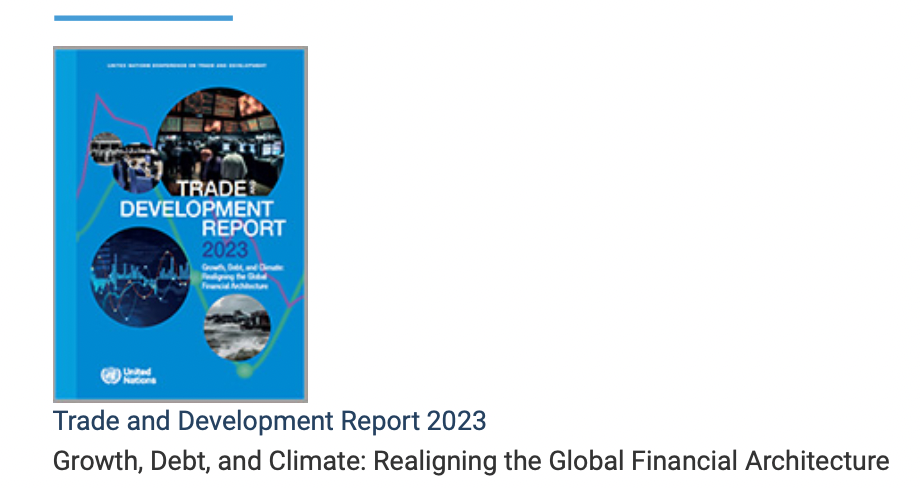 UNITED NATIONS CONFERENCE ON TRADE AND DEVELOPMENT
TRADE AND
DEVELOPMENT
REPORT
2023
Growth, Debt, and Climate:
Realigning the Global
Financial Architecture
United
Nations
Trade and Development Report 2023
Growth, Debt, and Climate: Realigning the Global Financial Architecture